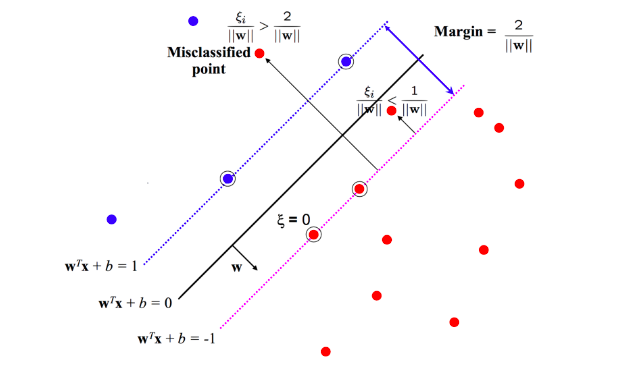 ξᵢ/||w|| > 2/||w||
Misclassified
point
Margin = 2/||w||
ξᵢ/||w|| < 1/||w||
ξ = 0
wᵀx + b = 1
w
wᵀx + b = 0
wᵀx + b = -1